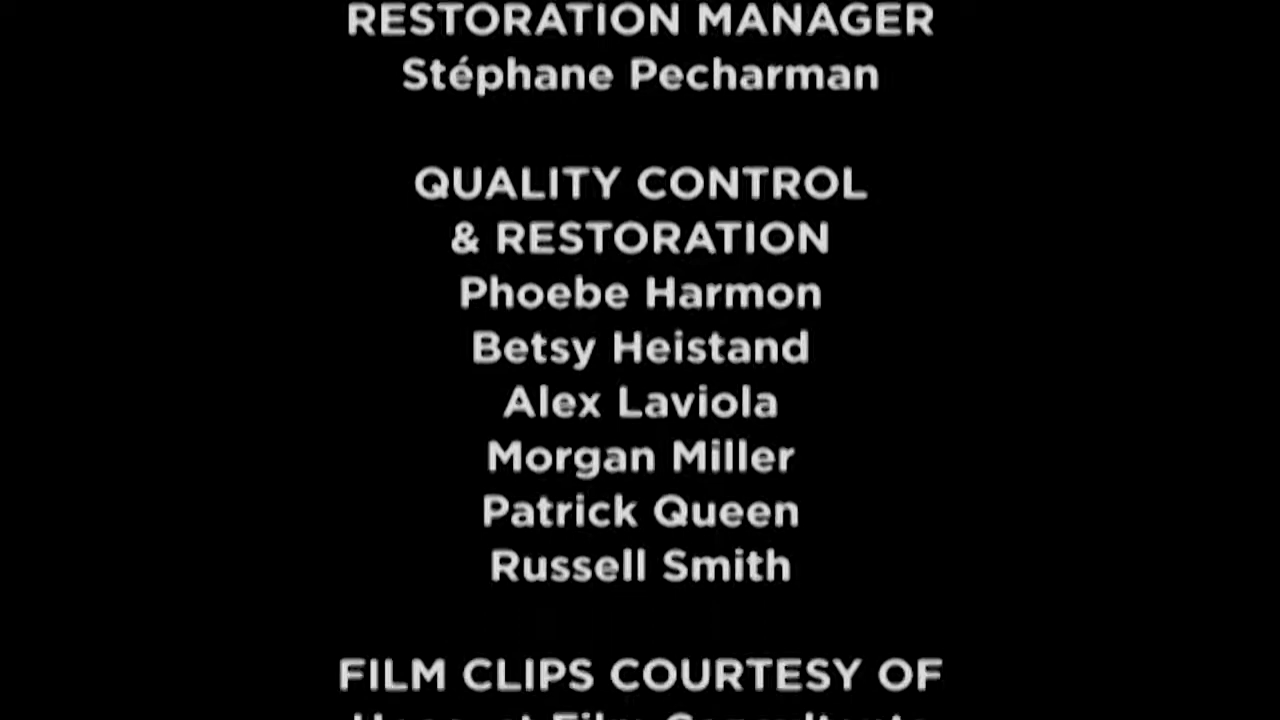 RESTORATION MANAGER
Stéphane Pecharman
QUALITY CONTROL
& RESTORATION
Phoebe Harmon
Betsy Heistand
Alex Laviola
Morgan Miller
Patrick Queen
Russell Smith
FILM CLIPS COURTESY OF
Film